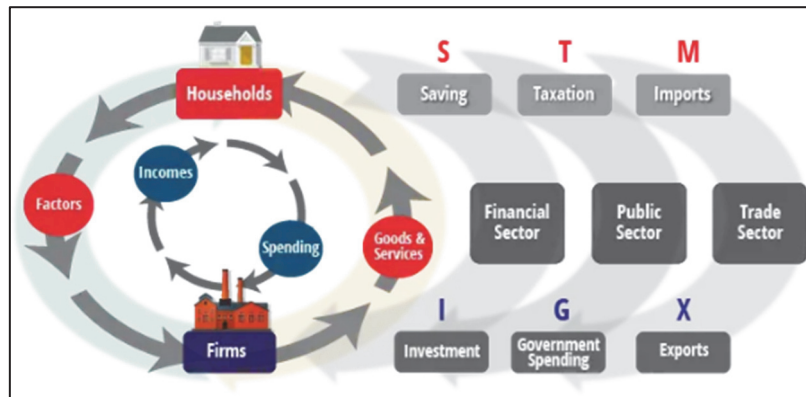 S
T
M
Households
Saving
Taxation
Imports
Incomes
Factors
Spending
Goods &
Services
Financial
Sector
Public
Sector
Trade
Sector
I
G
X
Firms
Investment
Government
Spending
Exports